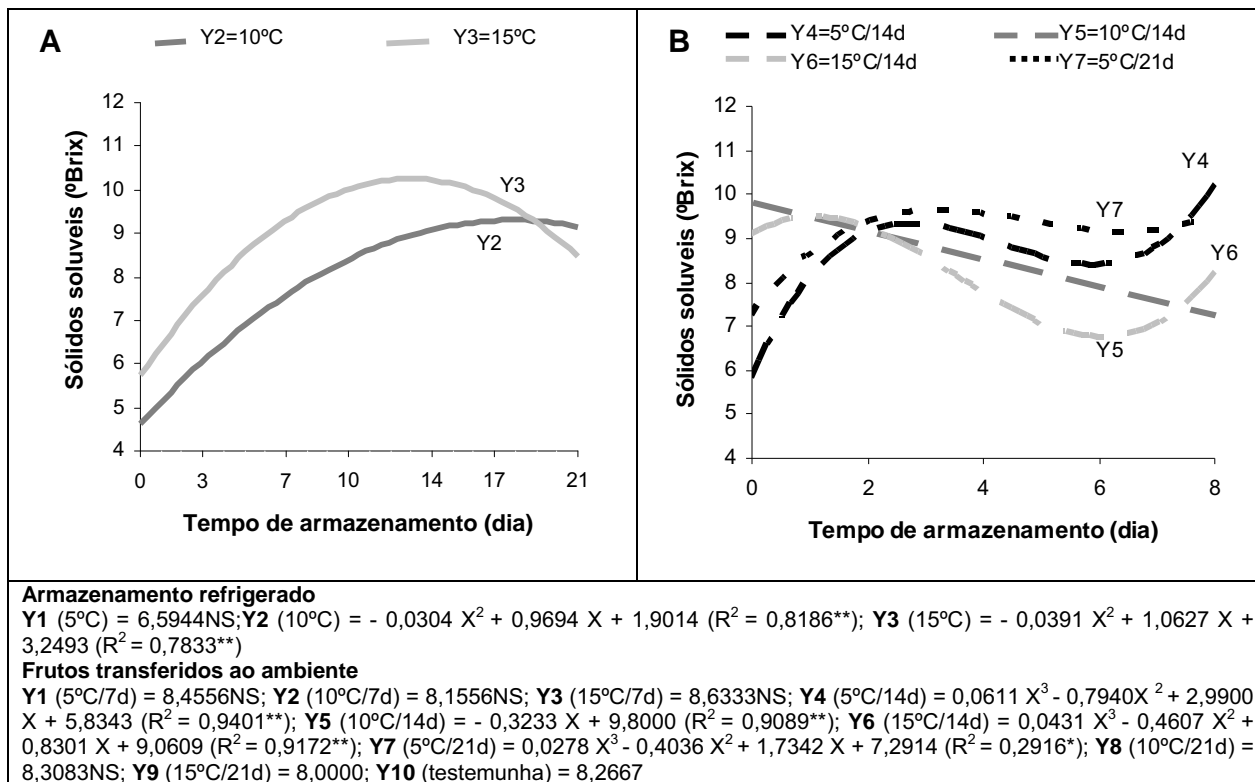 A
Y2=10ºC
Y3=15ºC
Sólidos soluveis (ºBrix)
12
11
10
9
8
7
6
5
4
Y3
Y2
0 3 7 10 14 17 21
Tempo de armazenamento (dia)
B
Y4=5ºC/14d
Y5=10ºC/14d
Y6=15ºC/14d
Y7=5ºC/21d
Sólidos soluveis (ºBrix)
12
11
10
9
8
7
6
5
4
Y4
Y7
Y6
Y5
0 2 4 6 8
Tempo de armazenamento (dia)
Armazenamento refrigerado
Y1 (5ºC) = 6,5944NS;Y2 (10ºC) = - 0,0304 X² + 0,9694 X + 1,9014 (R² = 0,8186**); Y3 (15ºC) = - 0,0391 X² + 1,0627 X +
3,2493 (R² = 0,7833**)
Frutos transferidos ao ambiente
Y1 (5ºC/7d) = 8,4556NS; Y2 (10ºC/7d) = 8,1556NS; Y3 (15ºC/7d) = 8,6333NS; Y4 (5ºC/14d) = 0,0611 X³ - 0,7940X ² + 2,9900
X + 5,8343 (R² = 0,9401**); Y5 (10ºC/14d) = - 0,3233 X + 9,8000 (R² = 0,9089**); Y6 (15ºC/14d) = 0,0431 X³ - 0,4607 X² +
0,8301 X + 9,0609 (R² = 0,9172**); Y7 (5ºC/21d) = 0,0278 X³ - 0,4036 X² + 1,7342 X + 7,2914 (R² = 0,2916*); Y8 (10ºC/21d) =
8,3083NS; Y9 (15ºC/21d) = 8,0000; Y10 (testemunha) = 8,2667